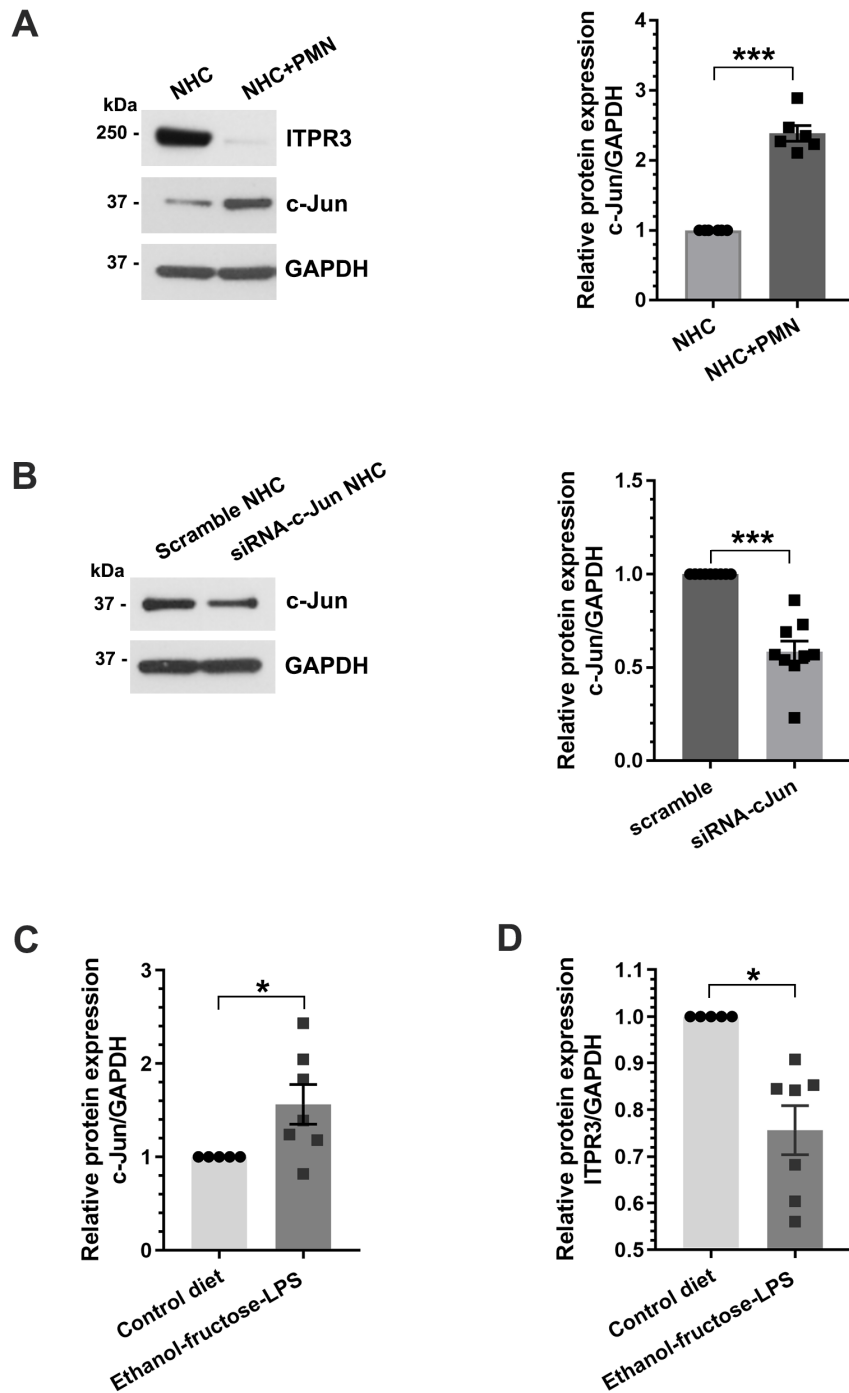 A
NHC
NHC+PMN
kDa
250 -
ITPR3
37 -
c-Jun
37 -
GAPDH
Relative protein expression
c-Jun/GAPDH
4
3
2
1
0
***
NHC
NHC+PMN
B
Scramble NHC
siRNA-c-Jun NHC
kDa
37 -
c-Jun
37 -
GAPDH
Relative protein expression
c-Jun/GAPDH
1.5
1.0
0.5
0.0
***
scramble
siRNA-cJun
C
Relative protein expression
c-Jun/GAPDH
3
2
1
0
*
Control diet
Ethanol-fructose-LPS
D
Relative protein expression
ITPR3/GAPDH
1.1
1.0
0.9
0.8
0.7
0.6
0.5
*
Control diet
Ethanol-fructose-LPS